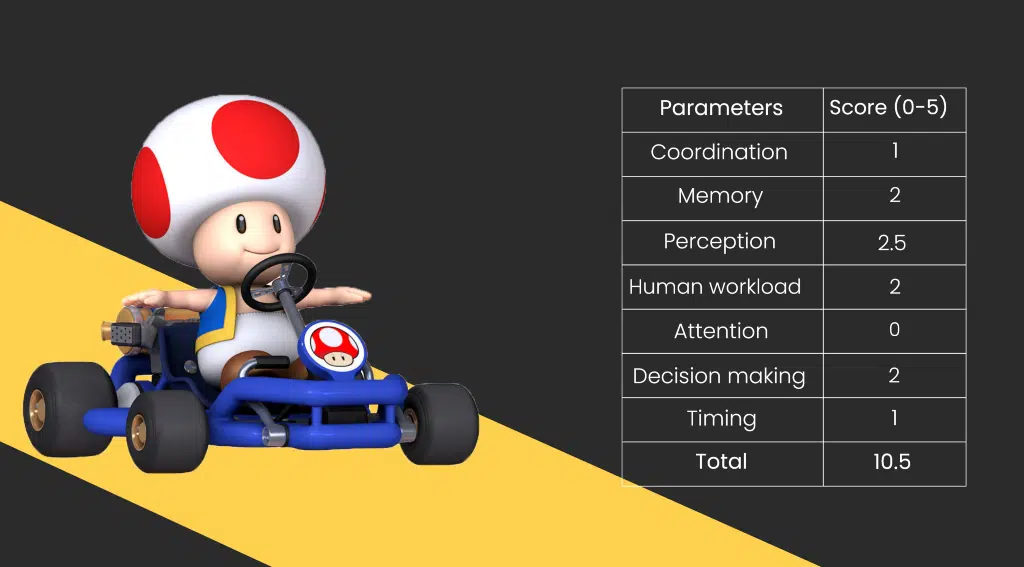 Parameters Score (0-5)
Coordination 1
Memory 2
Perception 2.5
Human workload 2
Attention 0
Decision making 2
Timing 1
Total 10.5